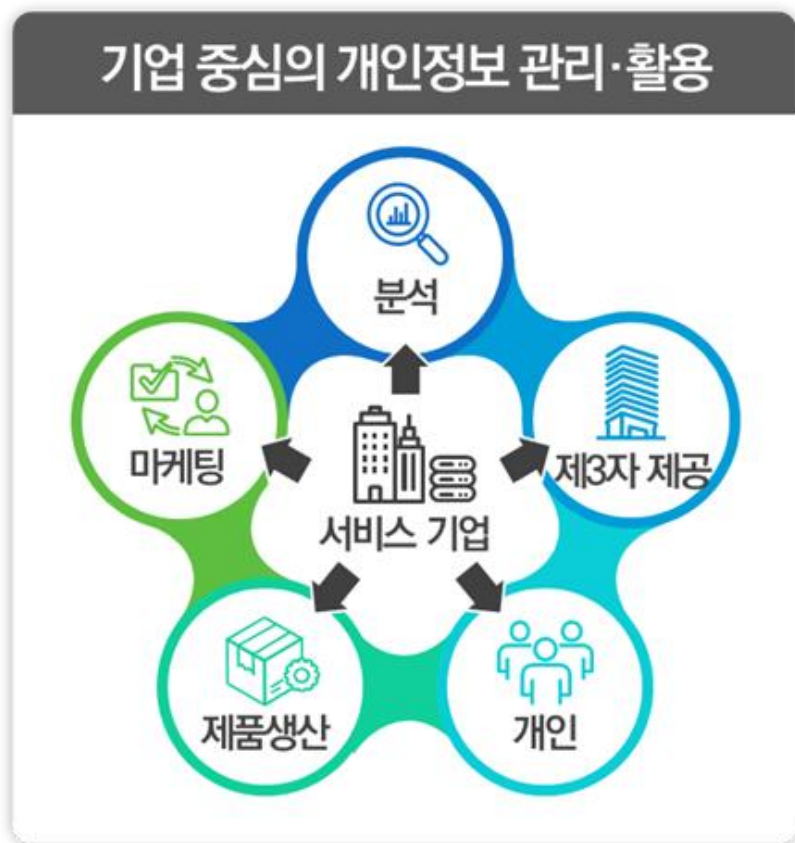 기업 중심의 개인정보 관리·활용
분석
마케팅
제3자 제공
서비스 기업
제품생산
개인